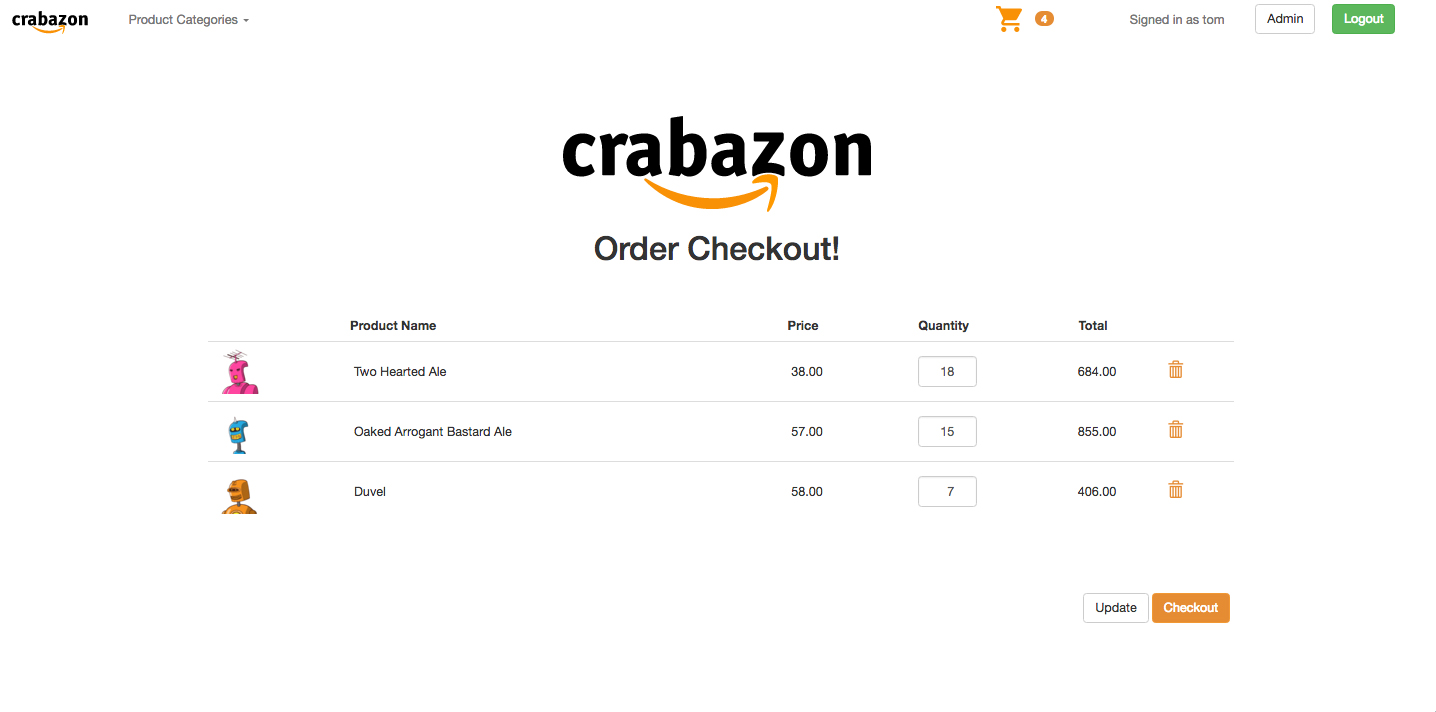 crabazon Product Categories 4 Signed in as tom Admin Logout
crabazon
Order Checkout!
Product Name Price Quantity Total
Two Hearted Ale 38.00 18 684.00
Oaked Arrogant Bastard Ale 57.00 15 855.00
Duvel 58.00 7 406.00
Update Checkout